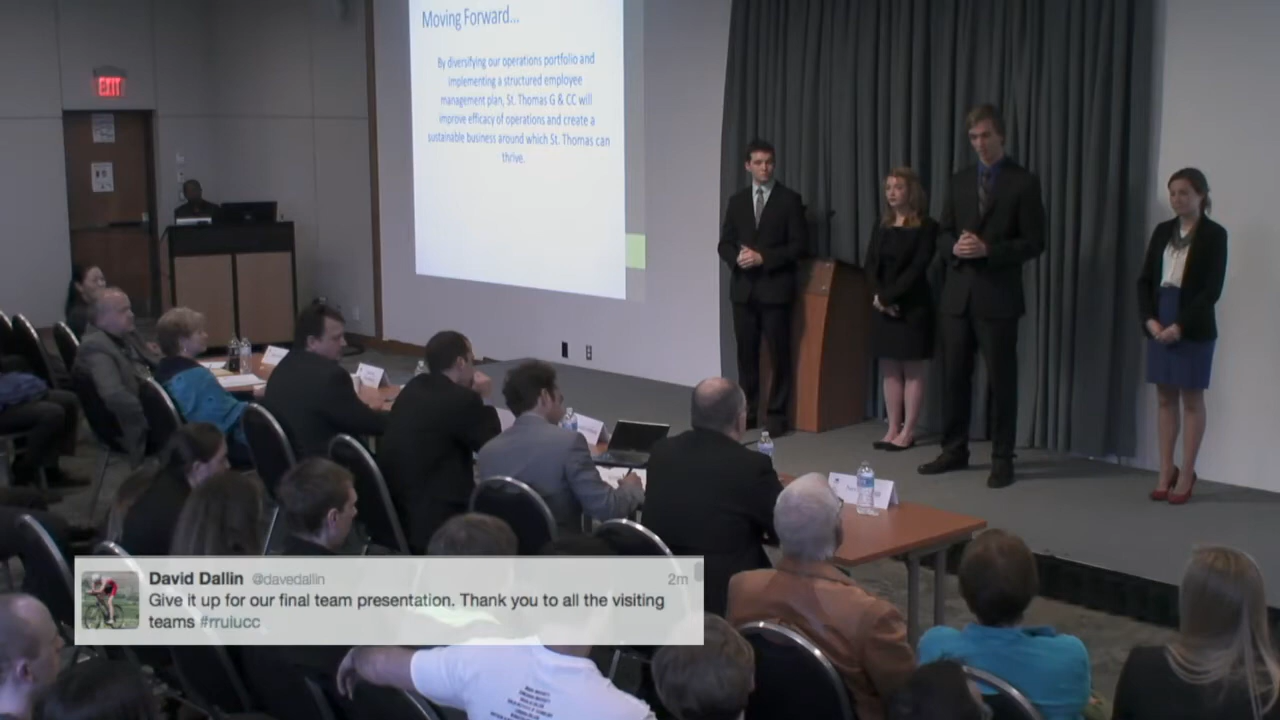 Moving Forward...
By diversifying our operations portfolio and
implementing a structured employee
management plan, St. Thomas G & CC will
improve efficacy of operations and create a
sustainable business around which St. Thomas can
thrive.
EXIT
David Dallin @davedallin 2m
Give it up for our final team presentation. Thank you to all the visiting
teams #rruiucc